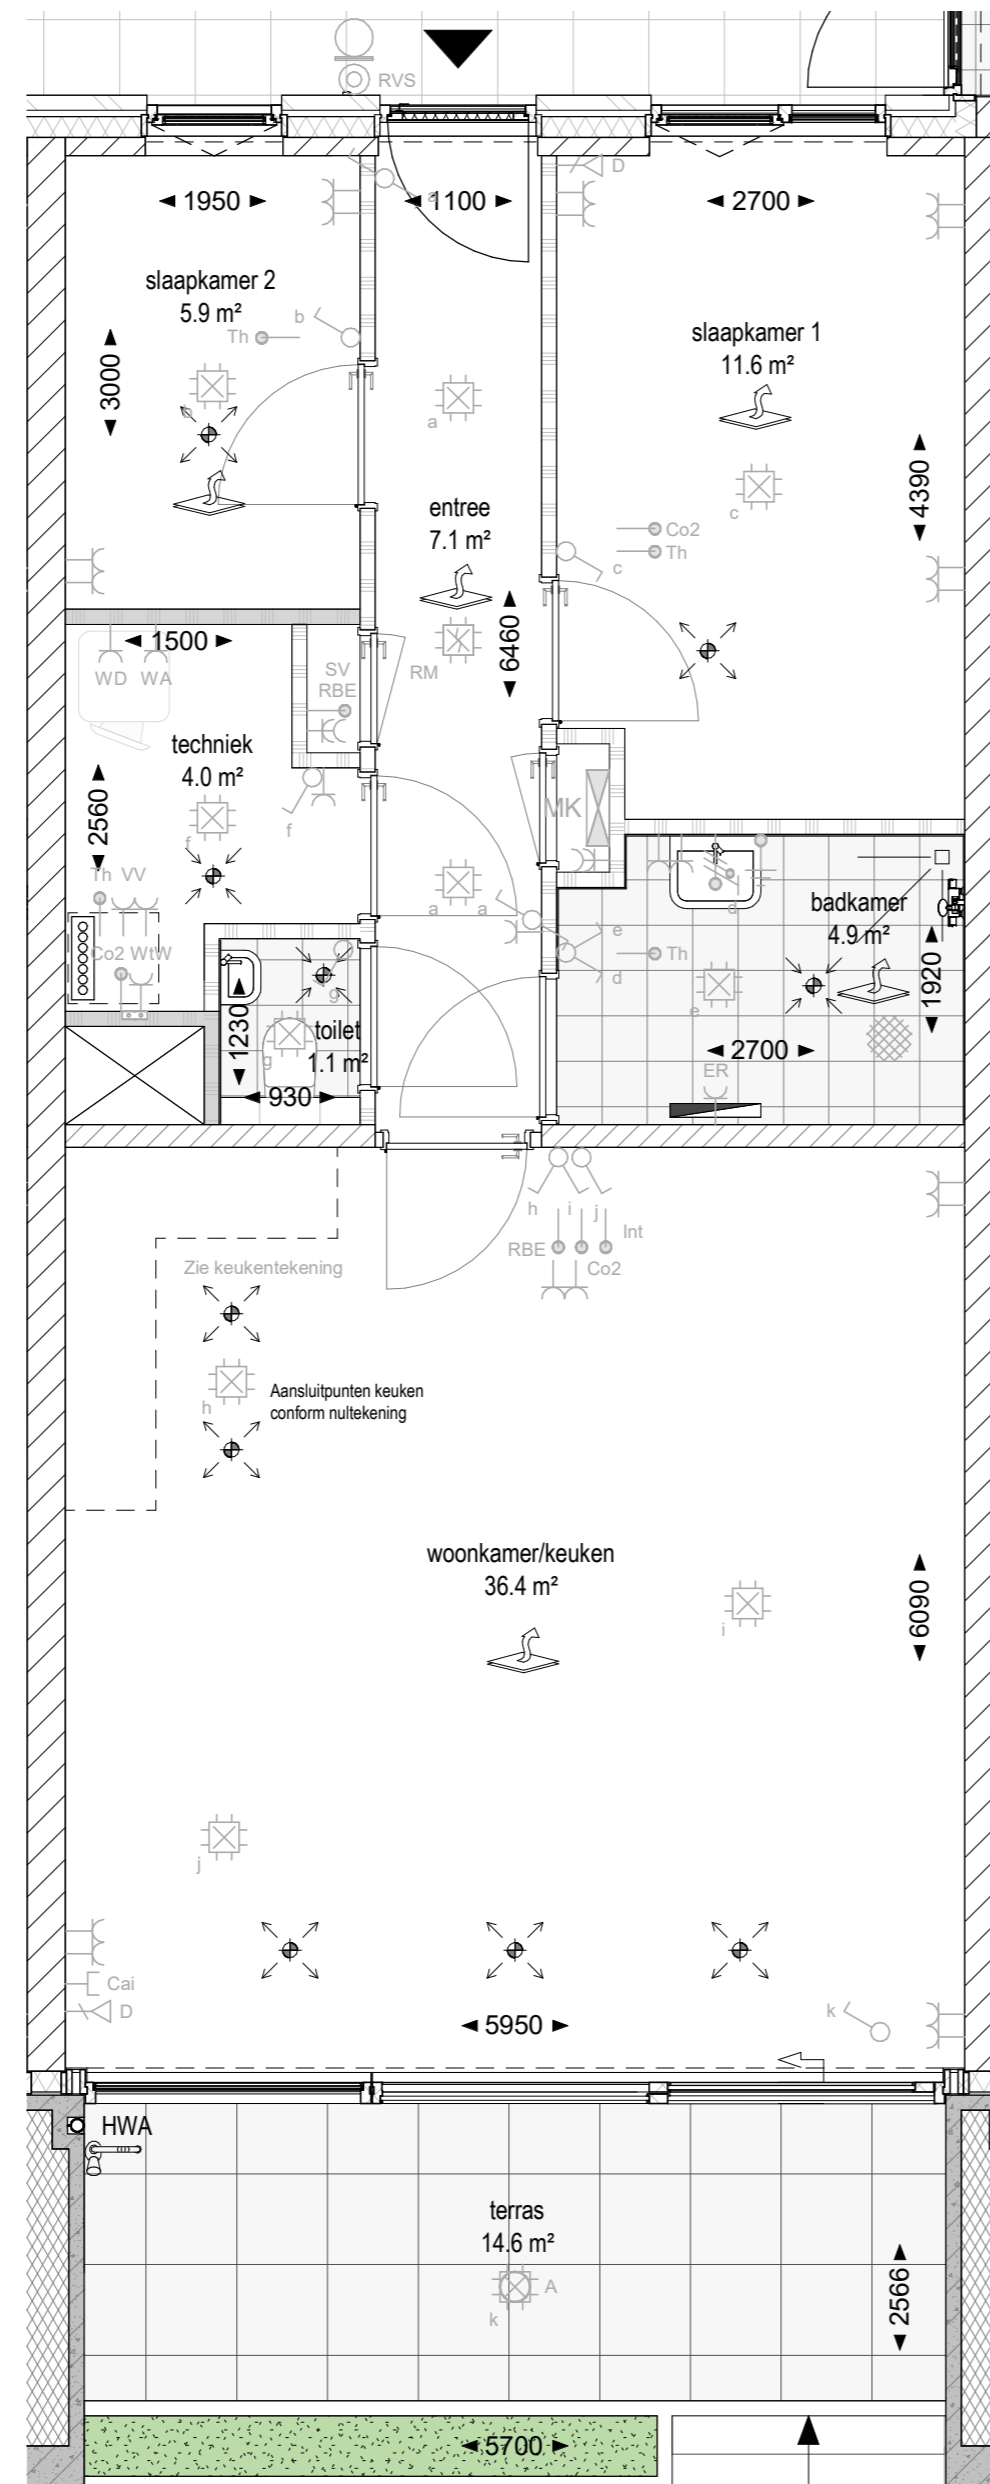 RVS
a
D
1950
1100
2700
slaapkamer 2
5.9 m²
b
Th
3000
b
slaapkamer 1
11.6 m²
a
4390
c
entree
7.1 m²
Co2
Th
c
6460
1500
WD
WA
SV
RBE
RM
techniek
4.0 m²
2560
f
f
MK
Th
VV
a
a
d
badkamer
4.9 m²
Co2
WtW
e
d
Th
1920
g
e
1230
toilet
1.1 m²
g
930
2700
ER
h
i
j
Int
RBE
Co2
Zie keukentekening
h
Aansluitpunten keuken
conform nultekening
woonkamer/keuken
36.4 m²
i
6090
j
Cai
D
5950
k
HWA
terras
14.6 m²
A
k
2566
5700